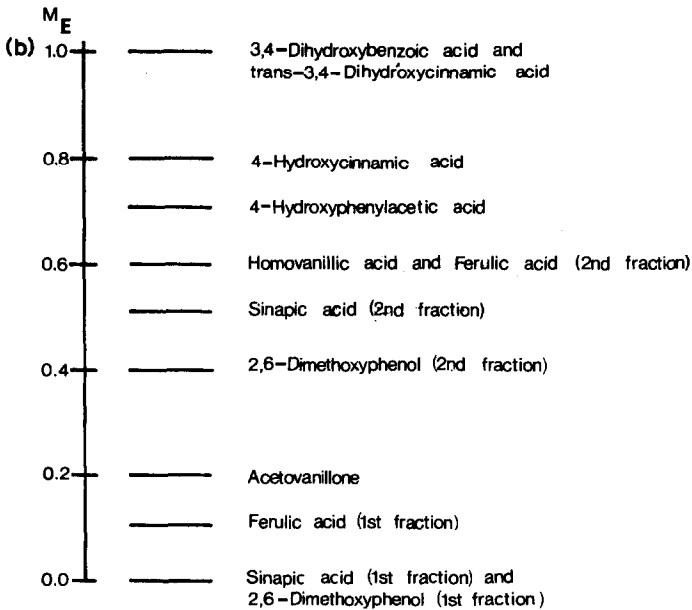 M_E
(b) 1.0 3,4-Dihydroxybenzoic acid and
trans-3,4-Dihydroxycinnamic acid
0.8 4-Hydroxycinnamic acid
4-Hydroxyphenylacetic acid
0.6 Homovanillic acid and Ferulic acid (2nd fraction)
Sinapic acid (2nd fraction)
0.4 2,6-Dimethoxyphenol (2nd fraction)
0.2 Acetovanillone
Ferulic acid (1st fraction)
0.0 Sinapic acid (1st fraction) and
2,6-Dimethoxyphenol (1st fraction)